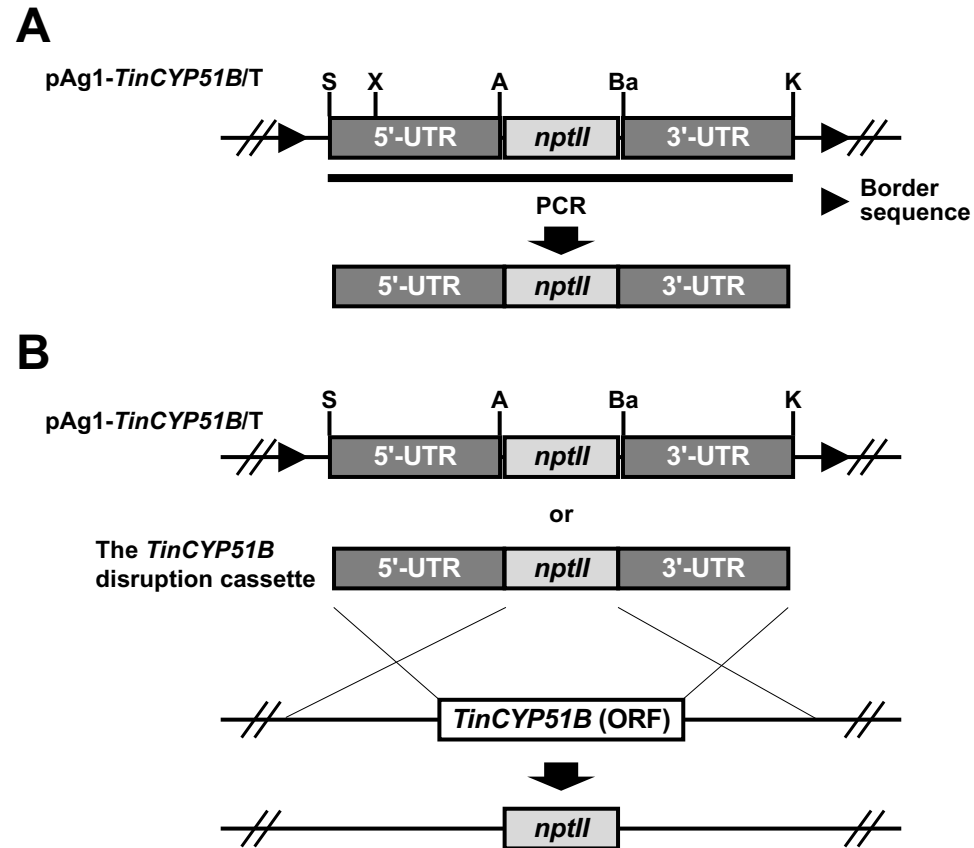 A
pAg1-TinCYP51B/T
S X A Ba K
5'-UTR nptII 3'-UTR
Border
sequence
PCR
5'-UTR nptII 3'-UTR
B
pAg1-TinCYP51B/T
S A Ba K
5'-UTR nptII 3'-UTR
or
The TinCYP51B
disruption cassette
5'-UTR nptII 3'-UTR
TinCYP51B (ORF)
nptII